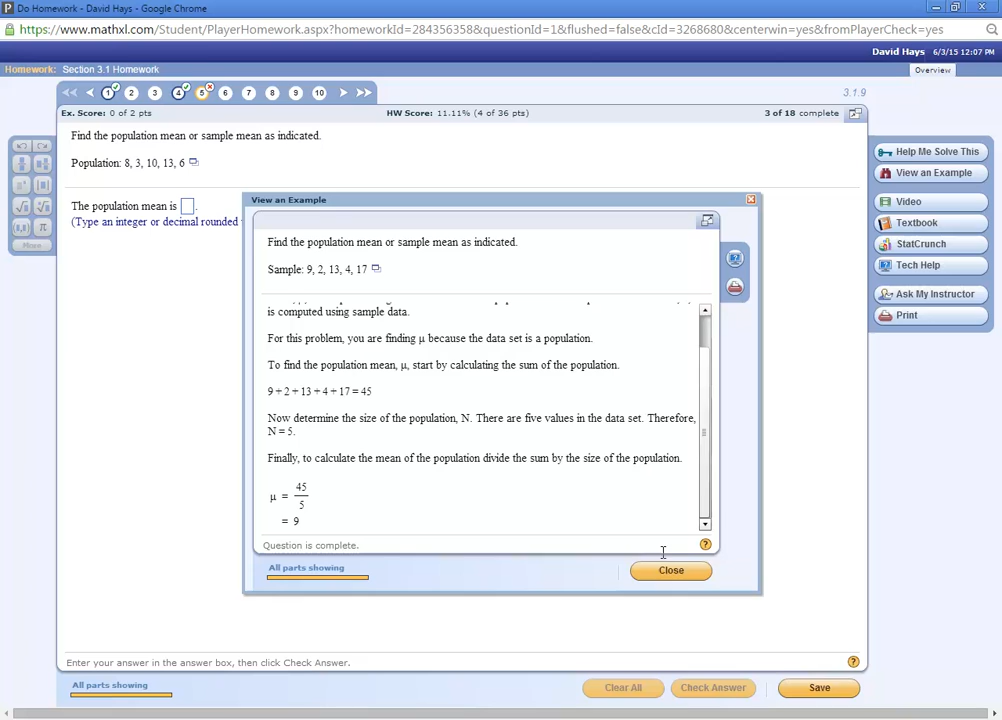 Do Homework - David Hays - Google Chrome
https://www.mathxl.com/Student/PlayerHomework.aspx?homeworkId=284356358&questionId=1&flushed=false&cId=3268680&centerwin=yes&fromPlayerCheck=yes
David Hays 6/3/15 12:07 PM
Homework: Section 3.1 Homework
Overview
1 2 3 4 5 6 7 8 9 10
3.1.9
Ex. Score: 0 of 2 pts
HW Score: 11.11% (4 of 36 pts)
3 of 18 complete
Find the population mean or sample mean as indicated.
Population: 8, 3, 10, 13, 6
The population mean is
(Type an integer or decimal rounded
More
Help Me Solve This
View an Example
Video
Textbook
StatCrunch
Tech Help
Ask My Instructor
Print
View an Example
Find the population mean or sample mean as indicated.
Sample: 9, 2, 13, 4, 17
is computed using sample data.
For this problem, you are finding μ because the data set is a population.
To find the population mean, μ, start by calculating the sum of the population.
9 + 2 + 13 + 4 + 17 = 45
Now determine the size of the population, N. There are five values in the data set. Therefore,
N = 5.
Finally, to calculate the mean of the population divide the sum by the size of the population.
μ = 45/5
= 9
Question is complete.
All parts showing
Close
Enter your answer in the answer box, then click Check Answer.
All parts showing
Clear All
Check Answer
Save